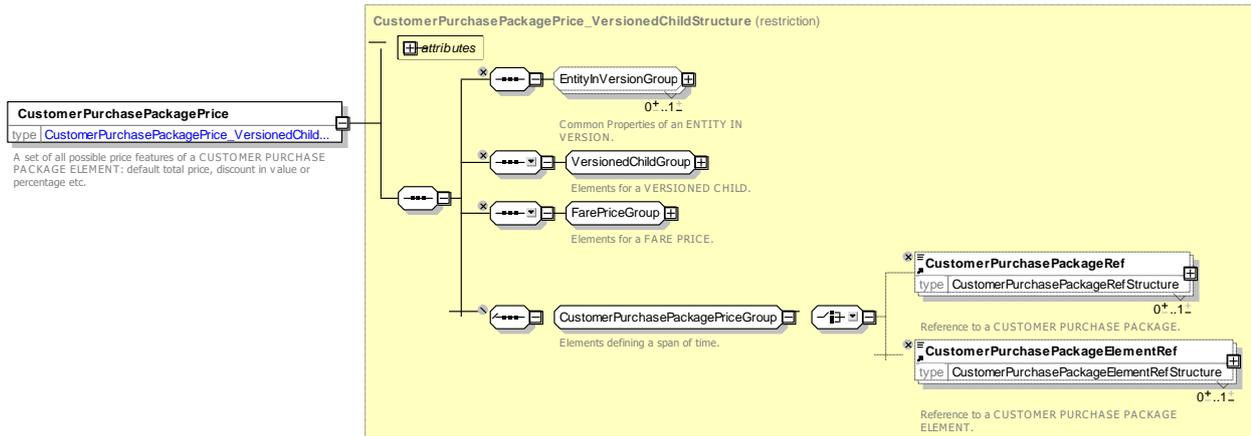 CustomerPurchasePackagePrice_VersionedChildStructure (restriction)
attributes
EntityInVersionGroup
0..1
Common Properties of an ENTITY IN
VERSION.
CustomerPurchasePackagePrice
type CustomerPurchasePackagePrice_VersionedChild...
A set of all possible price features of a CUSTOMER PURCHASE
PACKAGE ELEMENT: default total price, discount in value or
percentage etc.
VersionedChildGroup
Elements for a VERSIONED CHILD.
FarePriceGroup
Elements for a FARE PRICE.
CustomerPurchasePackagePriceGroup
Elements defining a span of time.
CustomerPurchasePackageRef
type CustomerPurchasePackageRefStructure
0..1
Reference to a CUSTOMER PURCHASE PACKAGE.
CustomerPurchasePackageElementRef
type CustomerPurchasePackageElementRefStructure
0..1
Reference to a CUSTOMER PURCHASE PACKAGE
ELEMENT.